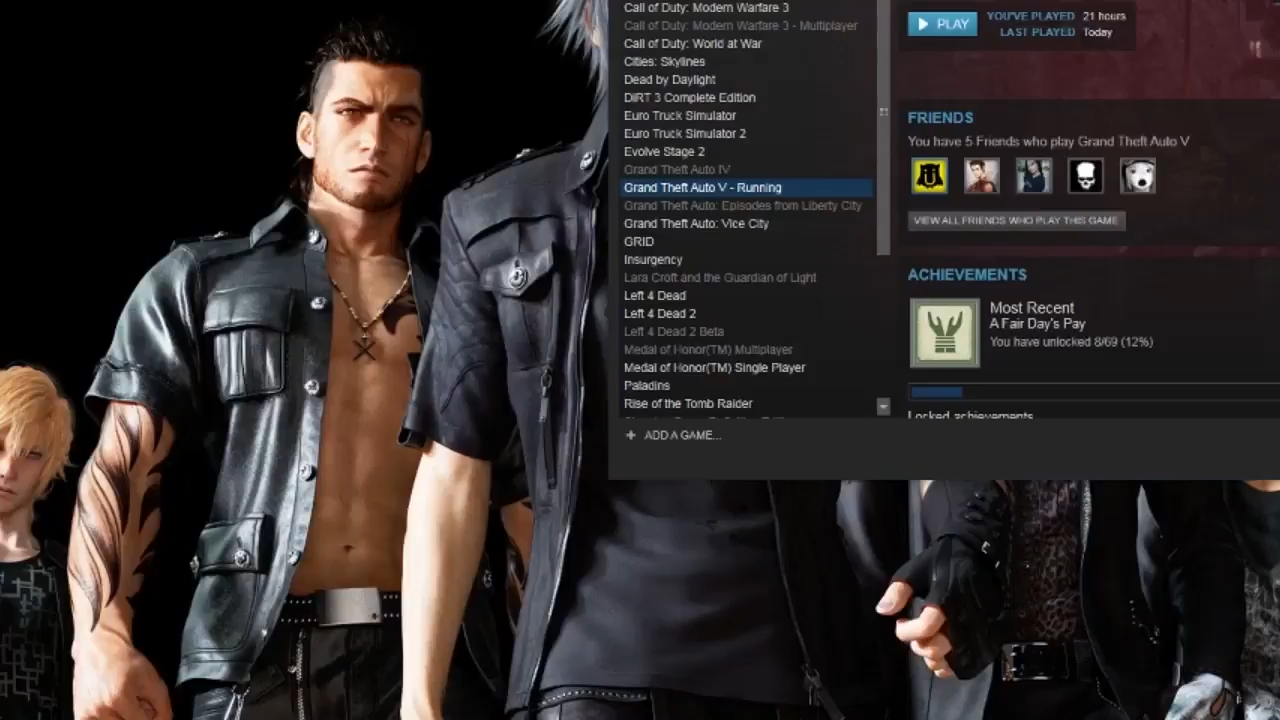 Call of Duty: Modern Warfare 3
Call of Duty: Modern Warfare 3 - Multiplayer
Call of Duty: World at War
Cities: Skylines
Dead by Daylight
DiRT 3 Complete Edition
Euro Truck Simulator
Euro Truck Simulator 2
Evolve Stage 2
Grand Theft Auto IV
Grand Theft Auto V - Running
Grand Theft Auto: Episodes from Liberty City
Grand Theft Auto: Vice City
GRID
Insurgency
Lara Croft and the Guardian of Light
Left 4 Dead
Left 4 Dead 2
Left 4 Dead 2 Beta
Medal of Honor(TM) Multiplayer
Medal of Honor(TM) Single Player
Paladins
Rise of the Tomb Raider
+ ADD A GAME...
PLAY
YOU'VE PLAYED 21 hours
LAST PLAYED Today
FRIENDS
You have 5 Friends who play Grand Theft Auto V
VIEW ALL FRIENDS WHO PLAY THIS GAME
ACHIEVEMENTS
Most Recent
A Fair Day's Pay
You have unlocked 8/69 (12%)
Locked achievements